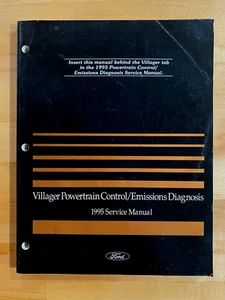 Insert this manual behind the Villager tab
in the 1995 Powertrain Control/
Emissions Diagnosis Service Manual.
Villager Powertrain Control/Emissions Diagnosis
1995 Service Manual
Ford